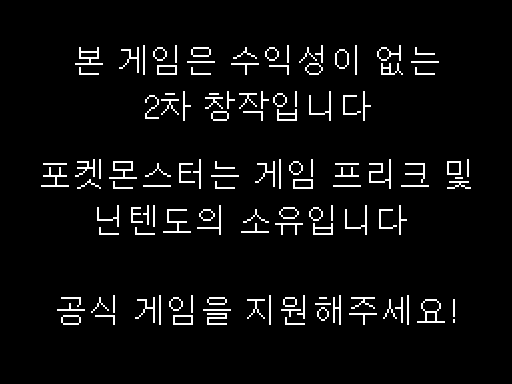 본 게임은 수익성이 없는
2차 창작입니다
포켓몬스터는 게임 프리크 및
닌텐도의 소유입니다
공식 게임을 지원해주세요!